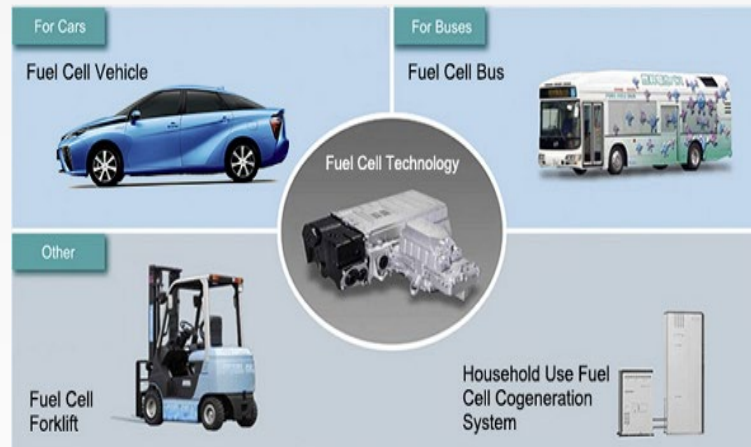 For Cars
Fuel Cell Vehicle
For Buses
Fuel Cell Bus
Fuel Cell Technology
Other
Fuel Cell
Forklift
Household Use Fuel
Cell Cogeneration
System